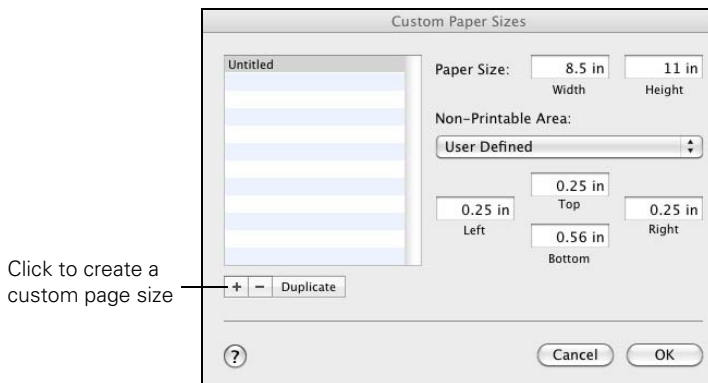 Custom Paper Sizes
Untitled
Paper Size:
8.5 in
11 in
Width
Height
Non-Printable Area:
User Defined
0.25 in
Top
0.25 in
Left
0.25 in
Right
0.56 in
Bottom
Click to create a
custom page size
+ − Duplicate
?
Cancel
OK